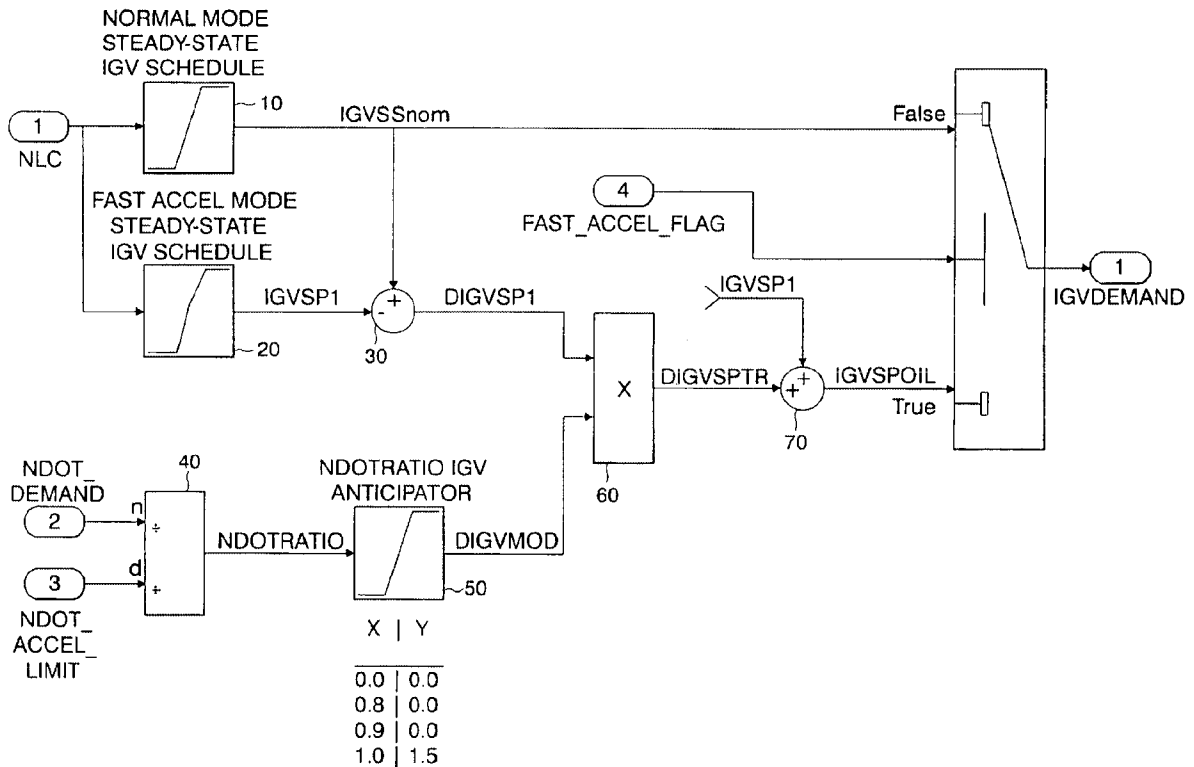 NORMAL MODE
STEADY-STATE
IGV SCHEDULE
10
1
NLC
IGVSSnom
False
FAST ACCEL MODE
STEADY-STATE
IGV SCHEDULE
20
IGVSP1
+
-
30
DIGVSP1
4
FAST_ACCEL_FLAG
IGVSP1
1
IGVDEMAND
X
60
DIGVSPTR
+
+
70
IGVSPOIL
True
NDOT_
DEMAND
2
n
÷
40
3
d
÷
NDOT_
ACCEL_
LIMIT
NDOTRATIO
NDOTRATIO IGV
ANTICIPATOR
50
DIGVMOD
X | Y
0.0 | 0.0
0.8 | 0.0
0.9 | 0.0
1.0 | 1.5